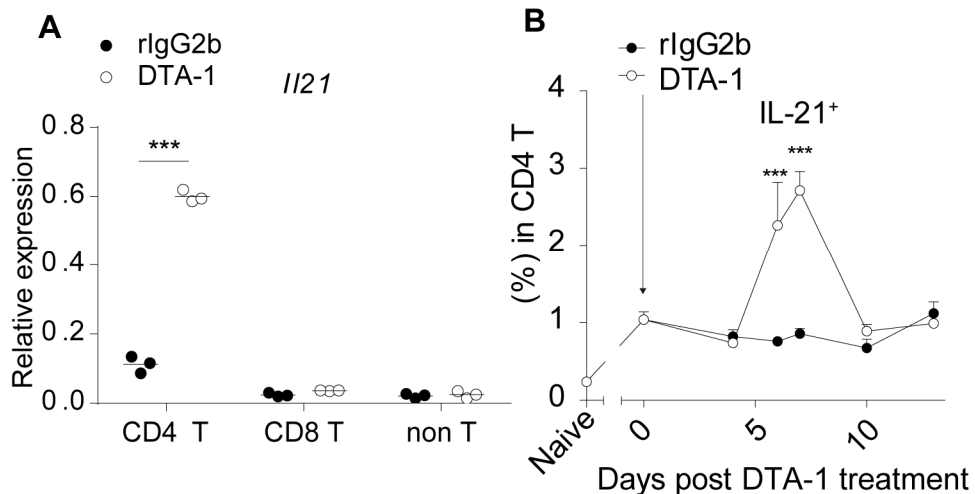 A
rIgG2b
DTA-1
Il21
Relative expression
0.8
0.6
0.4
0.2
0.0
***
CD4 T
CD8 T
non T
B
rIgG2b
DTA-1
IL-21+
(%) in CD4 T
4
3
2
1
0
***
***
Naive
0
5
10
Days post DTA-1 treatment